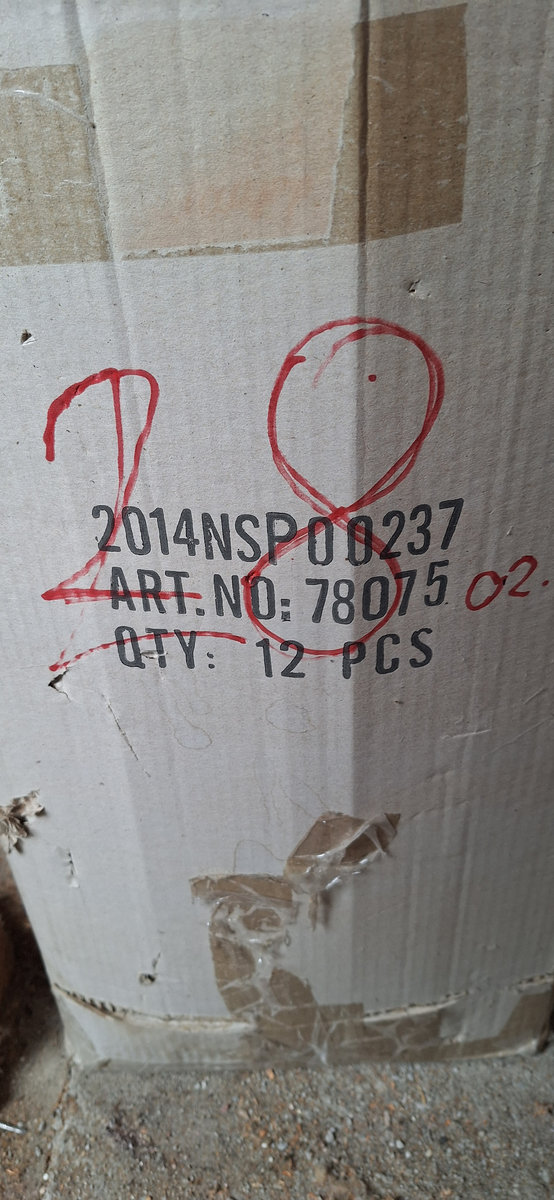 28
2014NSP00237
ART.NO: 78075 02.
QTY: 12 PCS